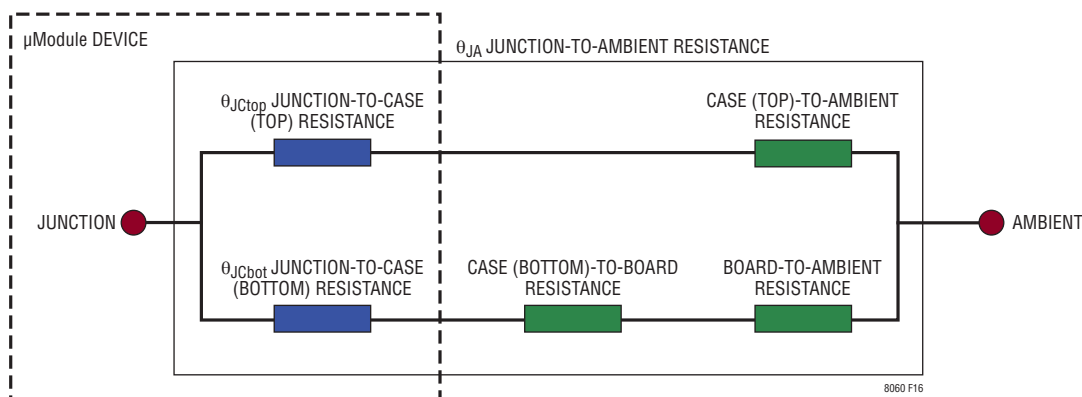 µModule DEVICE
θJA JUNCTION-TO-AMBIENT RESISTANCE
θJCtop JUNCTION-TO-CASE
(TOP) RESISTANCE
CASE (TOP)-TO-AMBIENT
RESISTANCE
JUNCTION
AMBIENT
θJCbot JUNCTION-TO-CASE
(BOTTOM) RESISTANCE
CASE (BOTTOM)-TO-BOARD
RESISTANCE
BOARD-TO-AMBIENT
RESISTANCE
8060 F16